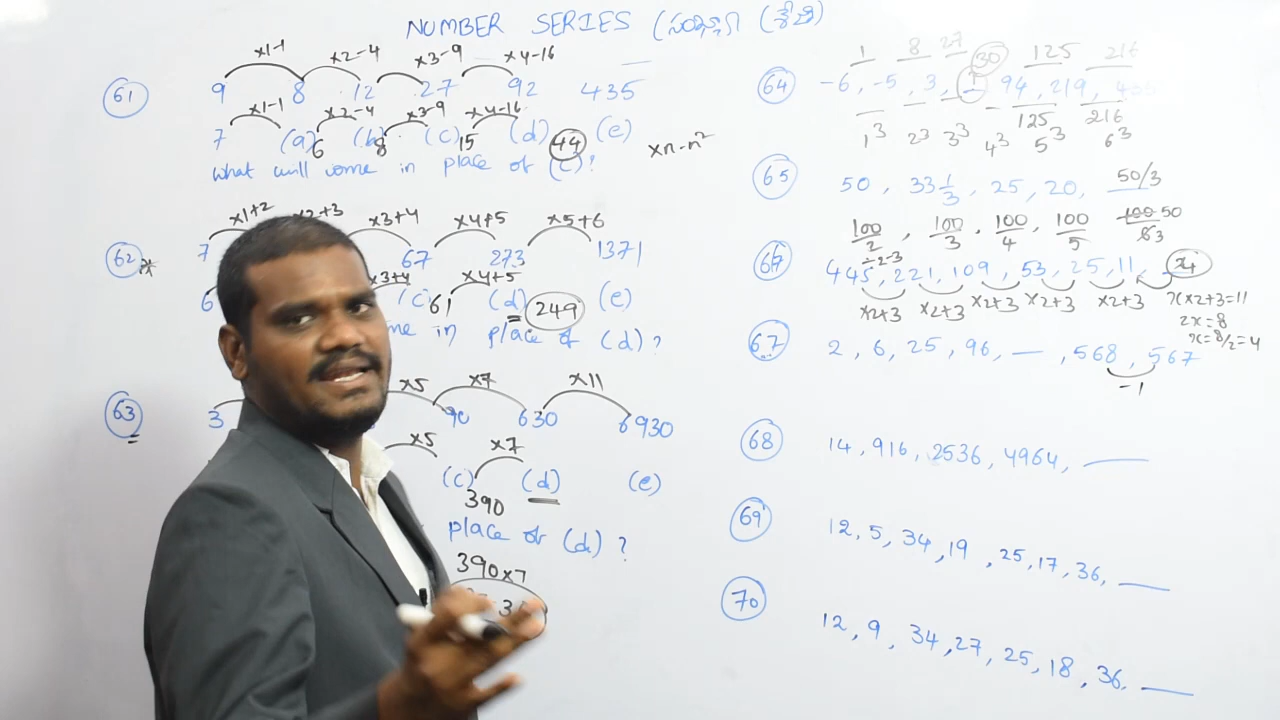 NUMBER SERIES (సంఖ్యా శ్రేణి)
61
×1-1 ×2-4 ×3-9 ×4-16
9 8 12 27 92 435
×1-1 ×2-4 ×3-9 ×4-16
7 (a) 6 (b) 8 (c) 15 (d) 44 (e)
×n-n²
what will come in place of (c)?
62
×1+2 ×2+3 ×3+4 ×4+5 ×5+6
7 67 273 1371
×3+4 ×4+5
6 (c) 61 (d) 249 (e)
in place of (d)?
63
×5 ×7 ×11
3 90 630 6930
×5 ×7
(c) (d) (e)
390
place of (d)?
390×7
64
1 8 27 30 125 216
-6, -5, 3, 94, 219,
125 216
1³ 2³ 3³ 4³ 5³ 6³
65
50, 33 1/3, 25, 20, 50/3
100/2, 100/3, 100/4, 100/5 50
÷2-3
445, 221, 109, 53, 25, 11, 4
×2+3 ×2+3 ×2+3 ×2+3 ×2+3
x×2+3=11
2x=8
x=8/2=4
67
2, 6, 25, 96, __, 568, 567
-1
68
14, 916, 2536, 4964, __
69
12, 5, 34, 19, 25, 17, 36, __
70
12, 9, 34, 27, 25, 18, 36, __